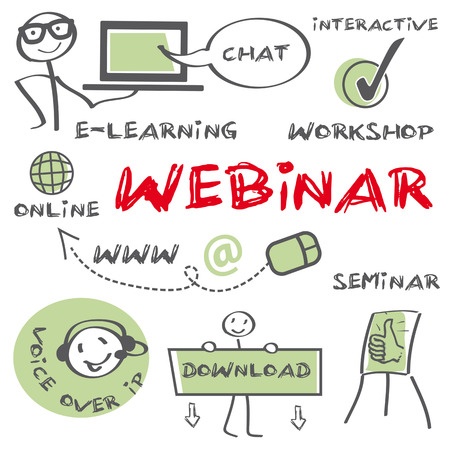 INTERACTIVE
CHAT
E-LEARNING
WORKSHOP
WEBINAR
ONLINE
WWW @
SEMINAR
VOICE OVER IP
DOWNLOAD